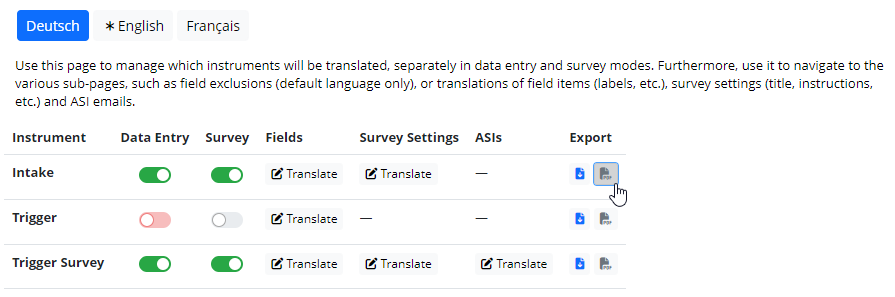 Deutsch * English Français
Use this page to manage which instruments will be translated, separately in data entry and survey modes. Furthermore, use it to navigate to the
various sub-pages, such as field exclusions (default language only), or translations of field items (labels, etc.), survey settings (title, instructions,
etc.) and ASI emails.
Instrument Data Entry Survey Fields Survey Settings ASIs Export
Intake Translate Translate — PDF
Trigger Translate — — PDF
Trigger Survey Translate Translate Translate PDF